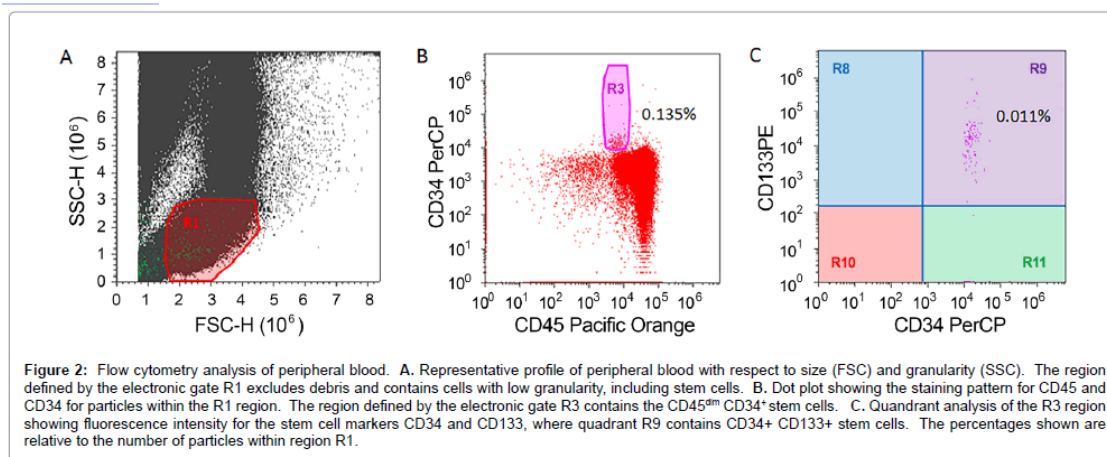 A
B
C
8
7
6
5
4
3
2
1
0
SSC-H (10⁶)
R1
0 1 2 3 4 5 6 7 8
FSC-H (10⁶)
10⁶
10⁵
10⁴
10³
10²
10¹
10⁰
CD34 PerCP
R3
0.135%
10⁰ 10¹ 10² 10³ 10⁴ 10⁵ 10⁶
CD45 Pacific Orange
10⁶
10⁵
10⁴
10³
10²
10¹
10⁰
CD133PE
R8
R9
0.011%
R10
R11
10⁰ 10¹ 10² 10³ 10⁴ 10⁵ 10⁶
CD34 PerCP
Figure 2: Flow cytometry analysis of peripheral blood. A. Representative profile of peripheral blood with respect to size (FSC) and granularity (SSC). The region
defined by the electronic gate R1 excludes debris and contains cells with low granularity, including stem cells. B. Dot plot showing the staining pattern for CD45 and
CD34 for particles within the R1 region. The region defined by the electronic gate R3 contains the CD45ᵈⁱᵐ CD34⁺ stem cells. C. Quandrant analysis of the R3 region
showing fluorescence intensity for the stem cell markers CD34 and CD133, where quadrant R9 contains CD34+ CD133+ stem cells. The percentages shown are
relative to the number of particles within region R1.